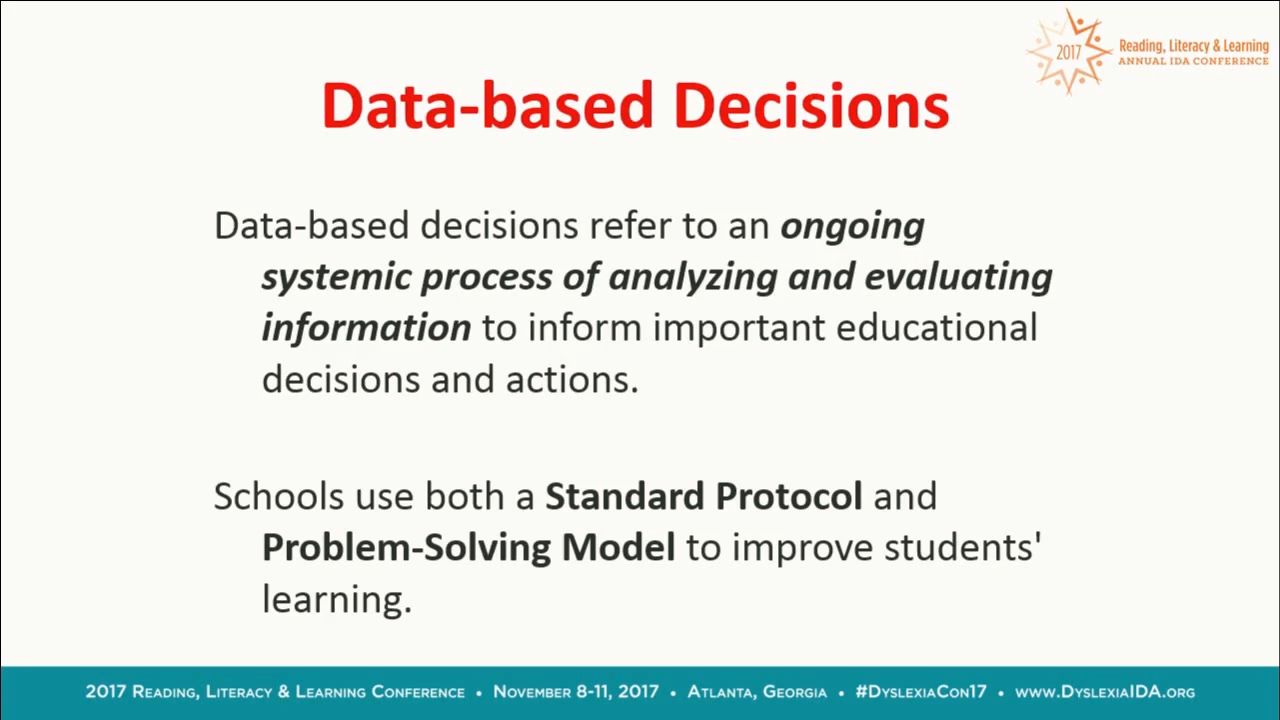 2017
Reading, Literacy & Learning
ANNUAL IDA CONFERENCE
Data-based Decisions
Data-based decisions refer to an ongoing
systemic process of analyzing and evaluating
information to inform important educational
decisions and actions.
Schools use both a Standard Protocol and
Problem-Solving Model to improve students'
learning.
2017 Reading, Literacy & Learning Conference • November 8-11, 2017 • Atlanta, Georgia • #DyslexiaCon17 • www.DyslexiaIDA.org